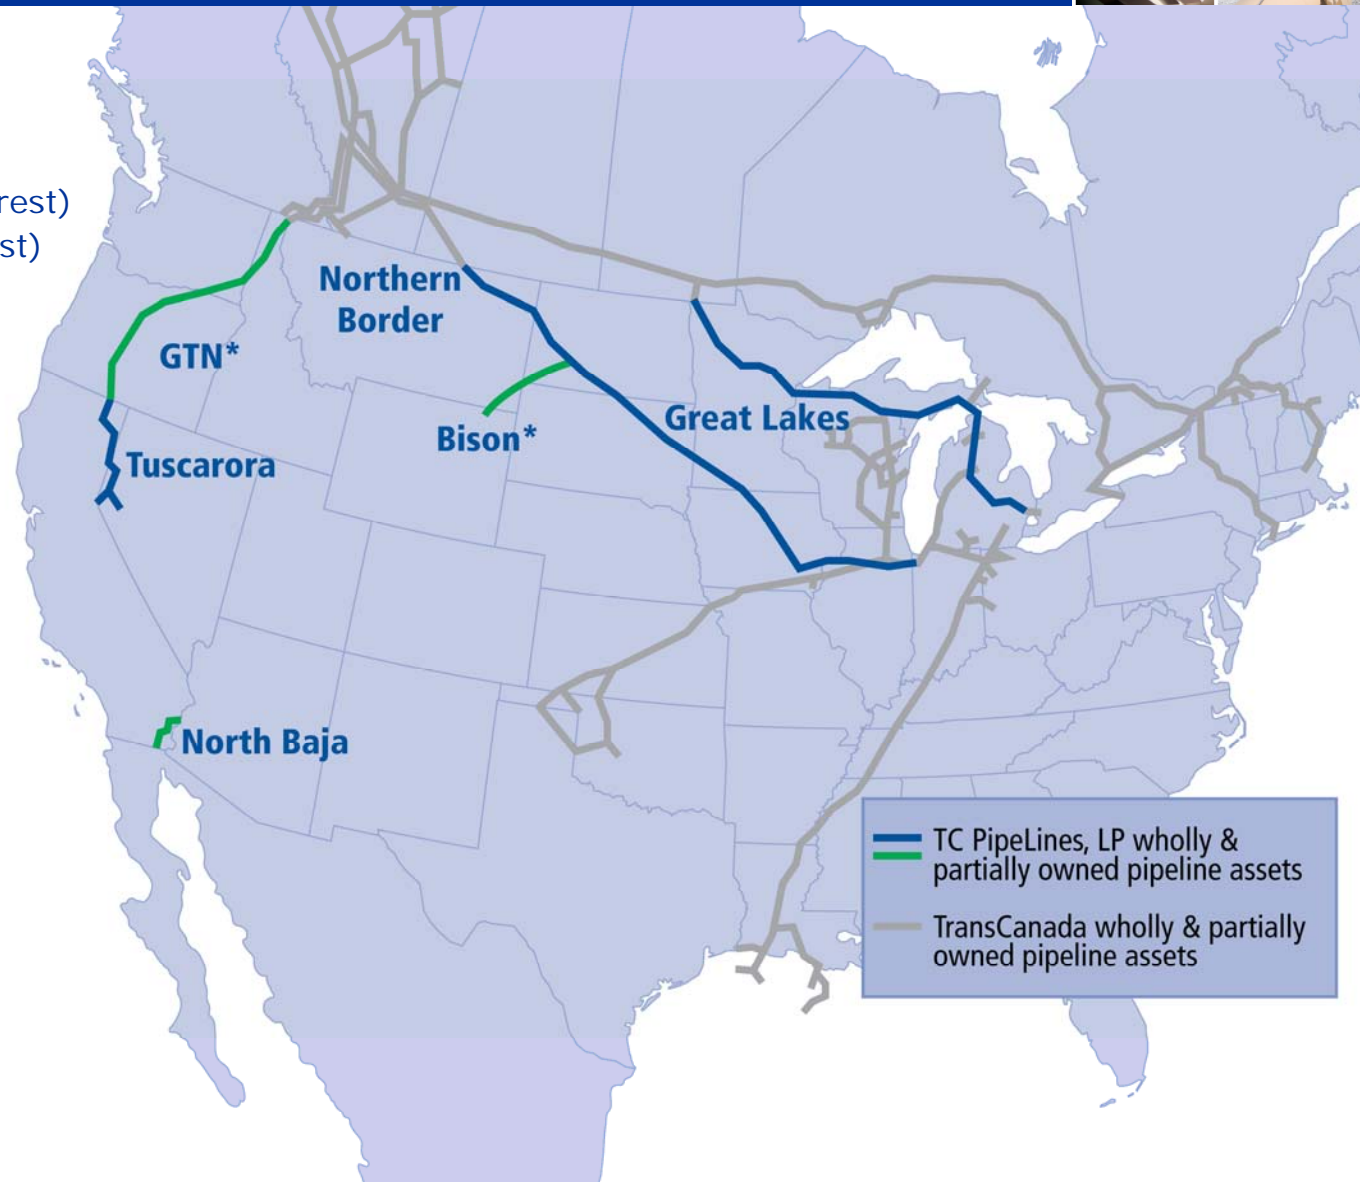 rest)
st)
Northern
Border
GTN*
Great Lakes
Bison*
Tuscarora
North Baja
TC PipeLines, LP wholly &
partially owned pipeline assets
TransCanada wholly & partially
owned pipeline assets